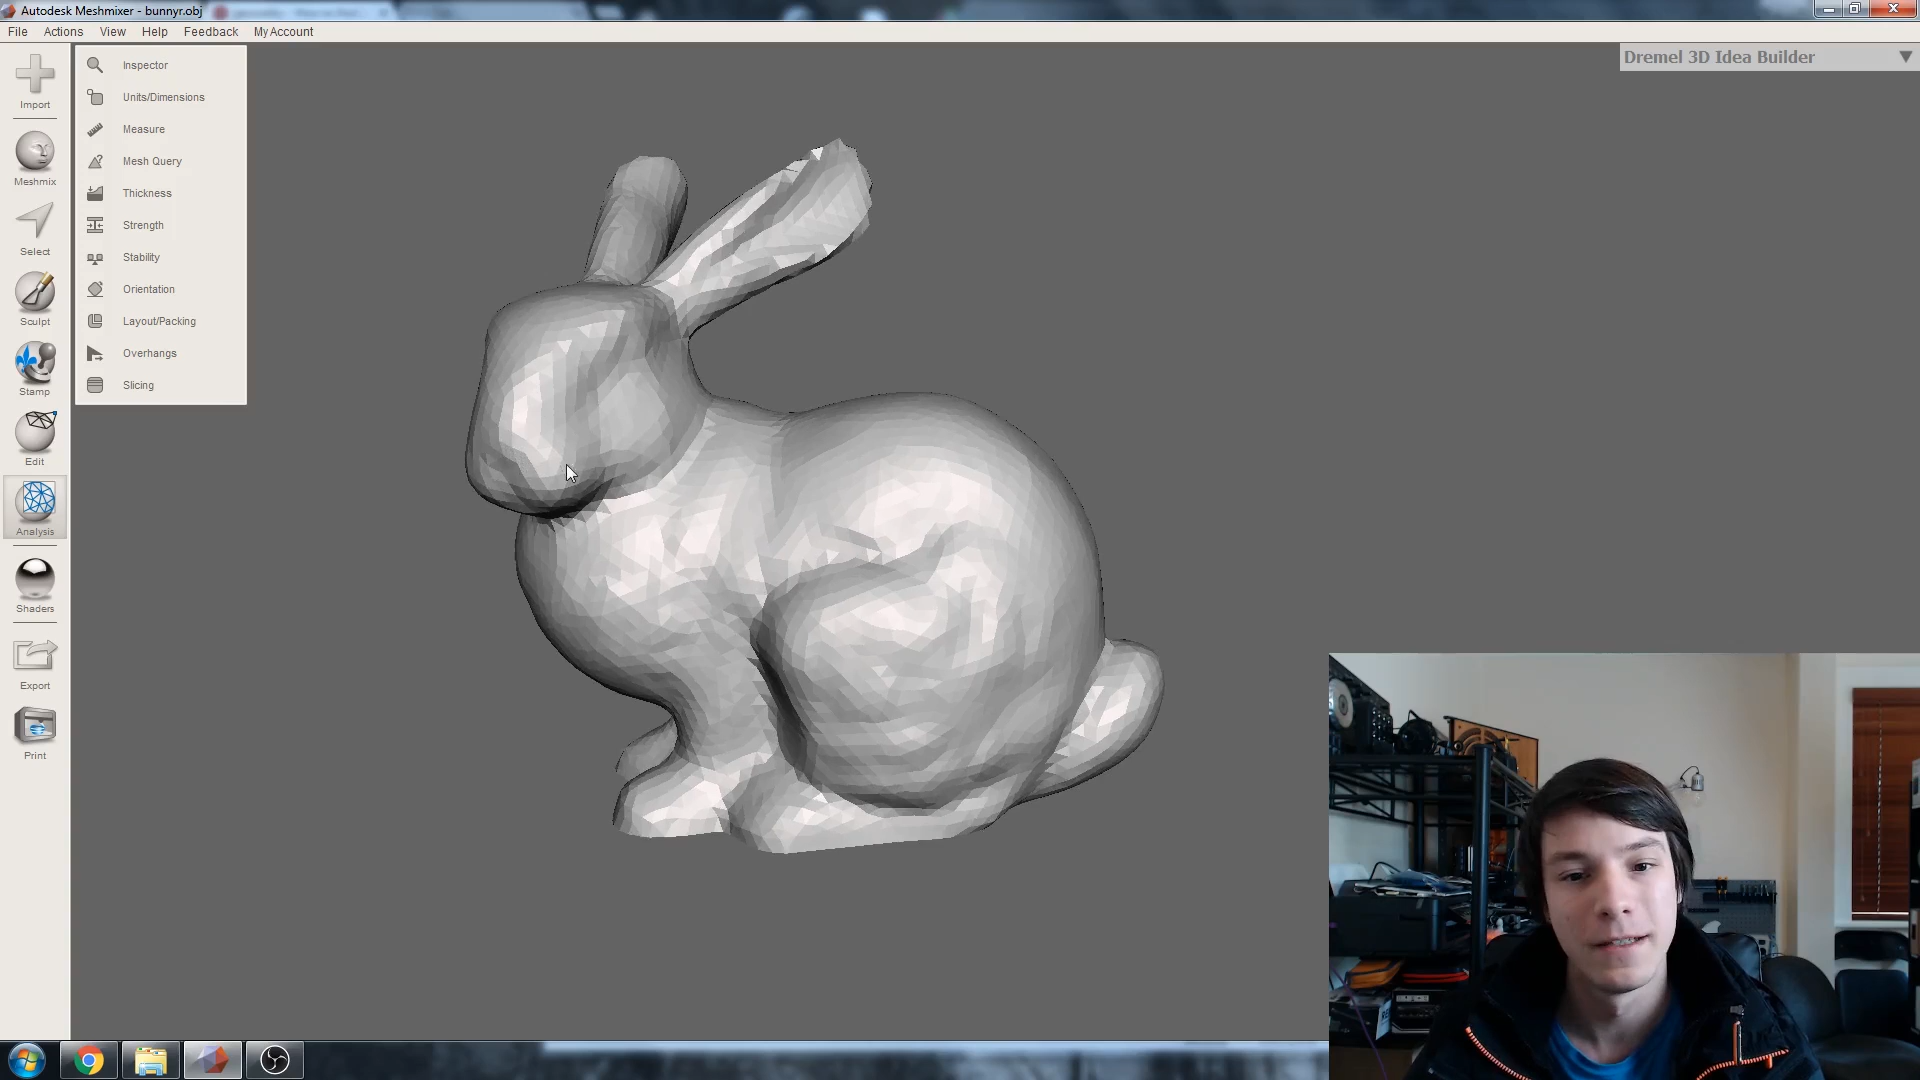 Autodesk Meshmixer - bunnyr.obj
File Actions View Help Feedback My Account
Dremel 3D Idea Builder
Import
Meshmix
Select
Sculpt
Stamp
Edit
Analysis
Shaders
Export
Print
Inspector
Units/Dimensions
Measure
Mesh Query
Thickness
Strength
Stability
Orientation
Layout/Packing
Overhangs
Slicing